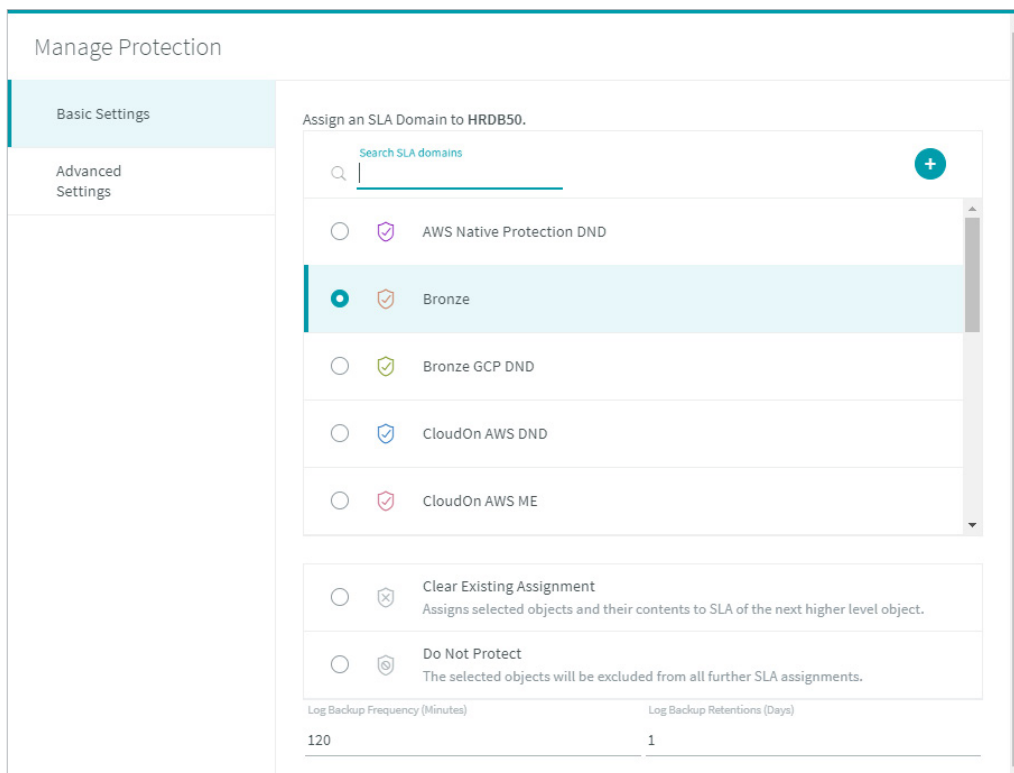 Manage Protection
Basic Settings
Advanced
Settings
Assign an SLA Domain to HRDB50.
Search SLA domains
AWS Native Protection DND
Bronze
Bronze GCP DND
CloudOn AWS DND
CloudOn AWS ME
Clear Existing Assignment
Assigns selected objects and their contents to SLA of the next higher level object.
Do Not Protect
The selected objects will be excluded from all further SLA assignments.
Log Backup Frequency (Minutes)
Log Backup Retentions (Days)
120
1